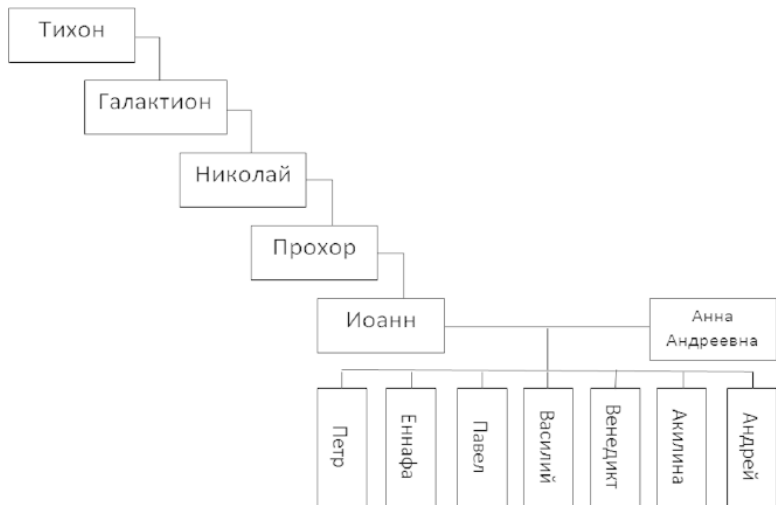 Тихон
Галактион
Николай
Прохор
Иоанн
Анна
Андреевна
Петр
Еннафа
Павел
Василий
Венедикт
Акилина
Андрей